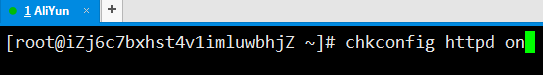 1 AliYun × +
[root@iZj6c7bxhst4v1imluwbhjZ ~]# chkconfig httpd on